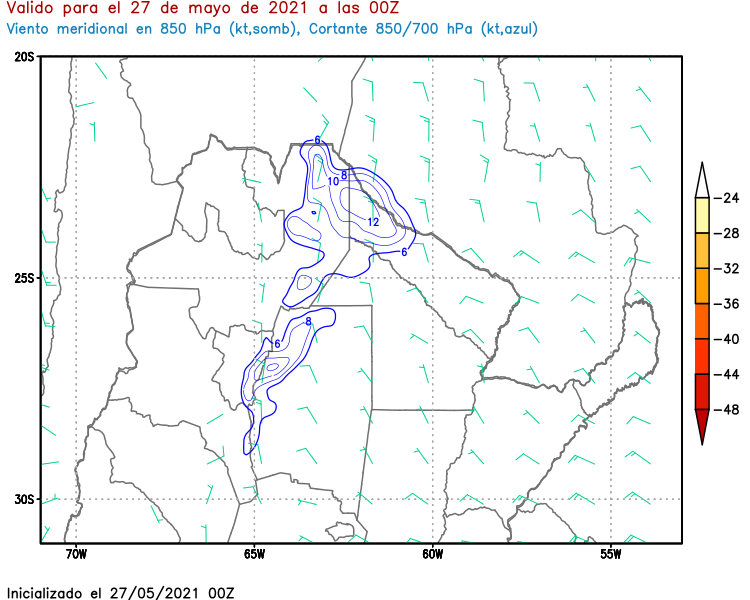 Valido para el 27 de mayo de 2021 a las 00Z
Viento meridional en 850 hPa (kt,somb), Cortante 850/700 hPa (kt,azul)
20S
6
8
10
-24
12
-28
6
25S
-32
-36
8
6
-40
-44
-48
30S
70W 65W 60W 55W
Inicializado el 27/05/2021 00Z